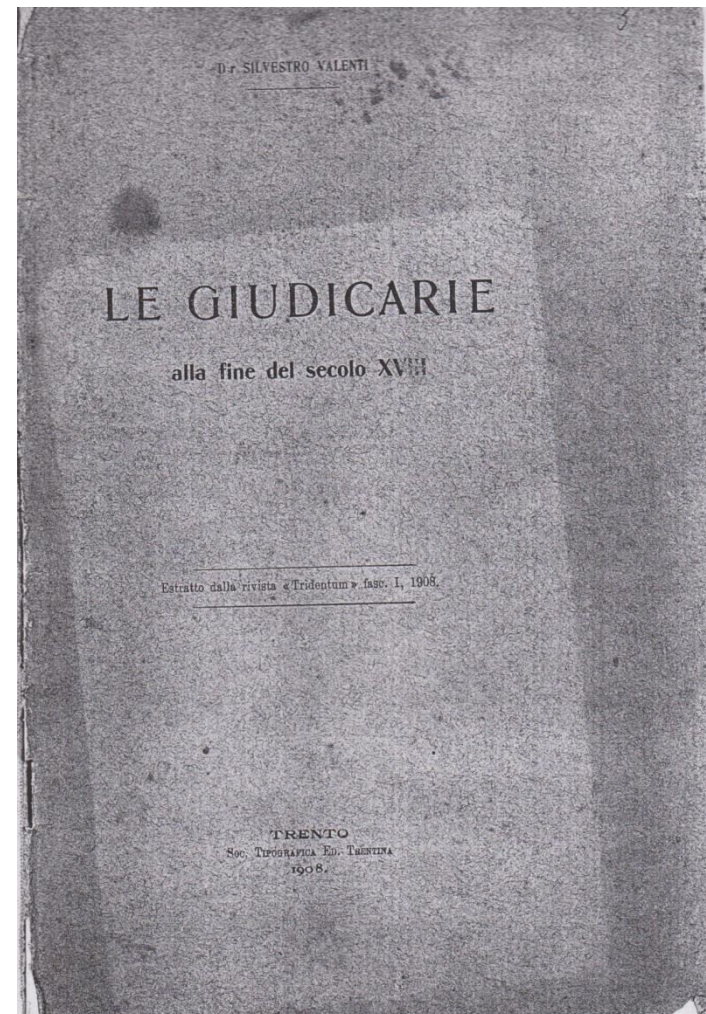 D.r SILVESTRO VALENTI
LE GIUDICARIE
alla fine del secolo XVIII
Estratto dalla rivista «Tridentum» fasc. I, 1908.
TRENTO
SOC. TIPOGRAFICA ED. TRENTINA
1908.